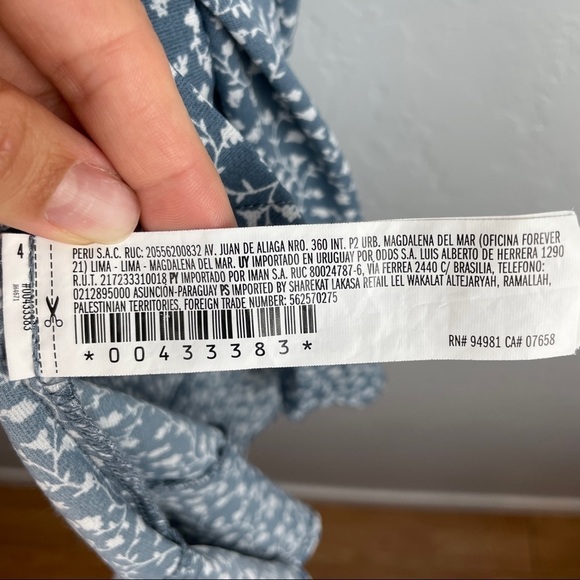 PERU S.A.C. RUC: 20556200832 AV. JUAN DE ALIAGA NRO. 360 INT. P2 URB. MAGDALENA DEL MAR (OFICINA FOREVER
21) LIMA - LIMA - MAGDALENA DEL MAR. UY IMPORTADO EN URUGUAY POR ODDS S.A. LUIS ALBERTO DE HERRERA 1290
R.U.T. 217233310018 PY IMPORTADO POR IMAN S.A. RUC 80024787-6, VIA FERREA 2440 C/ BRASILIA, TELEFONO:
0212895000 ASUNCIÓN-PARAGUAY PS IMPORTED BY SHAREKAT LAKASA RETAIL LEL WAKALAT ALTEJARYAH, RAMALLAH,
PALESTINIAN TERRITORIES, FOREIGN TRADE NUMBER: 562570275
*00433383*
RN# 94981 CA# 07658
4